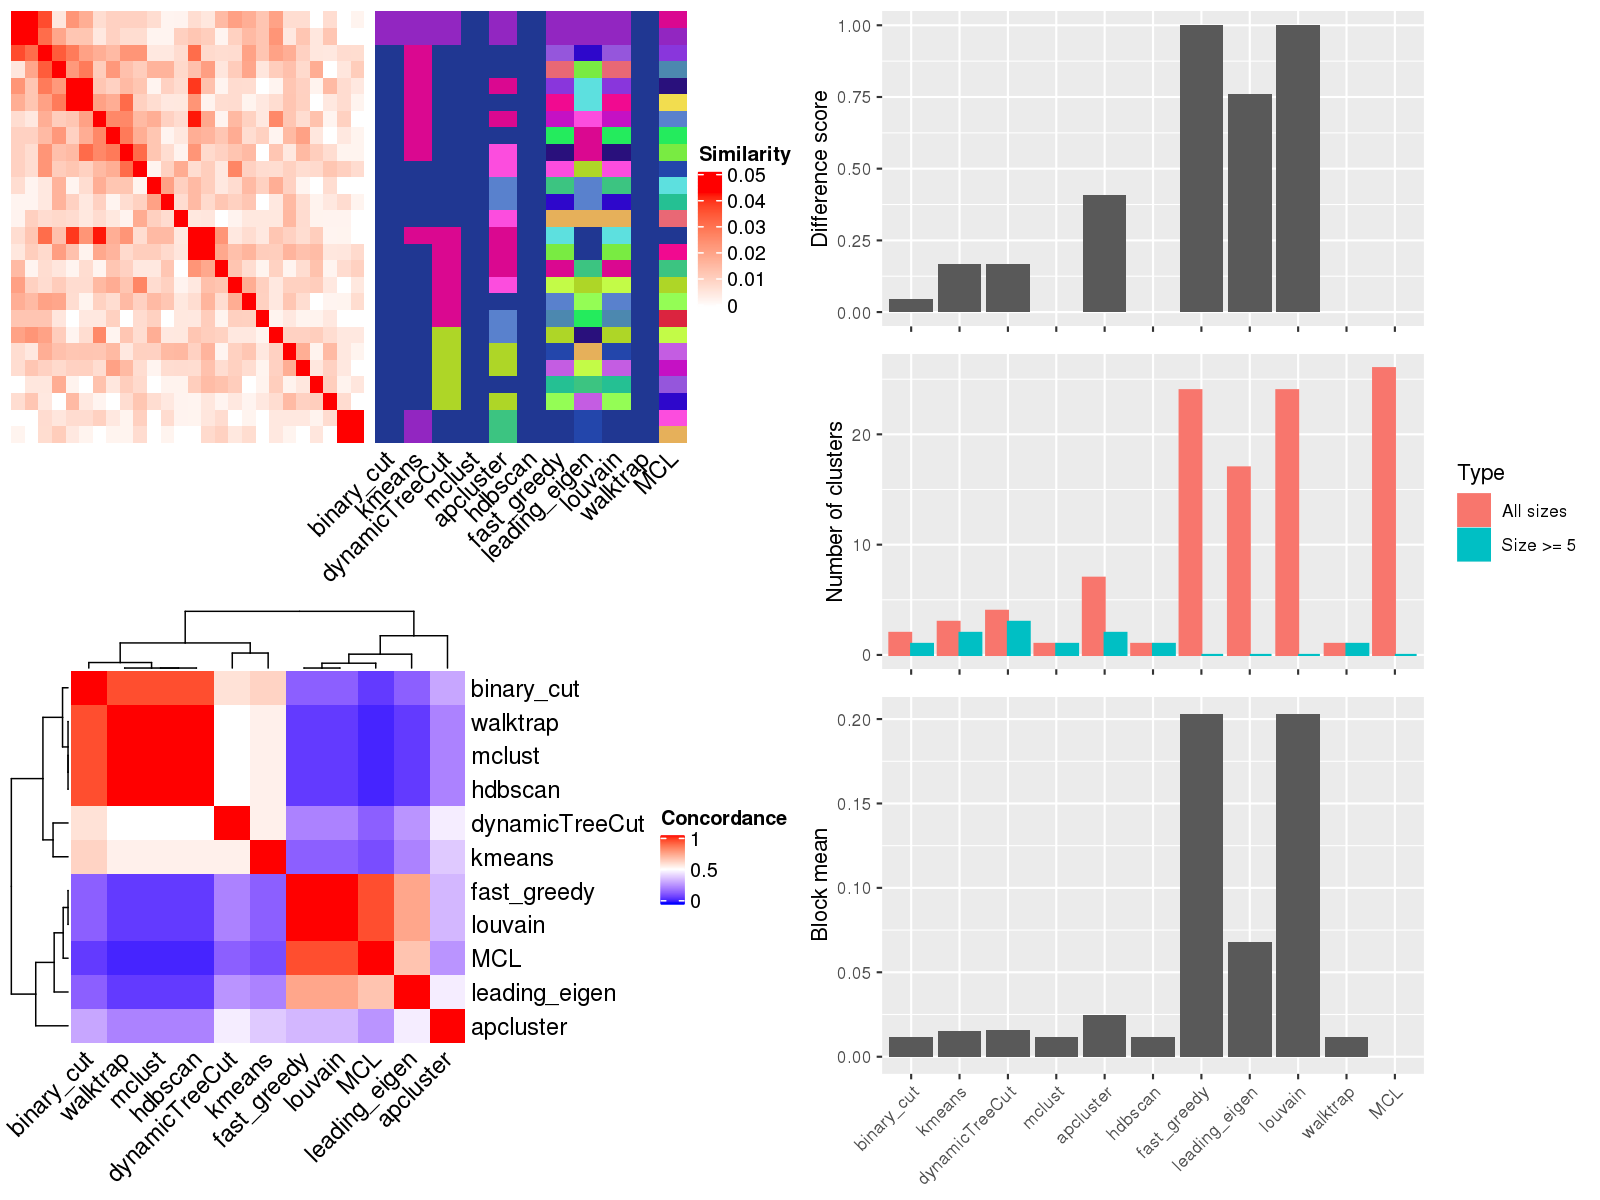 Similarity
0.05
0.04
0.03
0.02
0.01
0
binary_cut
kmeans
dynamicTreeCut
mclust
apcluster
hdbscan
fast_greedy
leading_eigen
louvain
walktrap
MCL
binary_cut
walktrap
mclust
hdbscan
dynamicTreeCut
kmeans
fast_greedy
louvain
MCL
leading_eigen
apcluster
Concordance
1
0.5
0
binary_cut
walktrap
mclust
hdbscan
dynamicTreeCut
kmeans
fast_greedy
louvain
MCL
leading_eigen
apcluster
Difference score
1.00
0.75
0.50
0.25
0.00
Number of clusters
20
10
0
Type
All sizes
Size >= 5
Block mean
0.20
0.15
0.10
0.05
0.00
binary_cut
kmeans
dynamicTreeCut
mclust
apcluster
hdbscan
fast_greedy
leading_eigen
louvain
walktrap
MCL